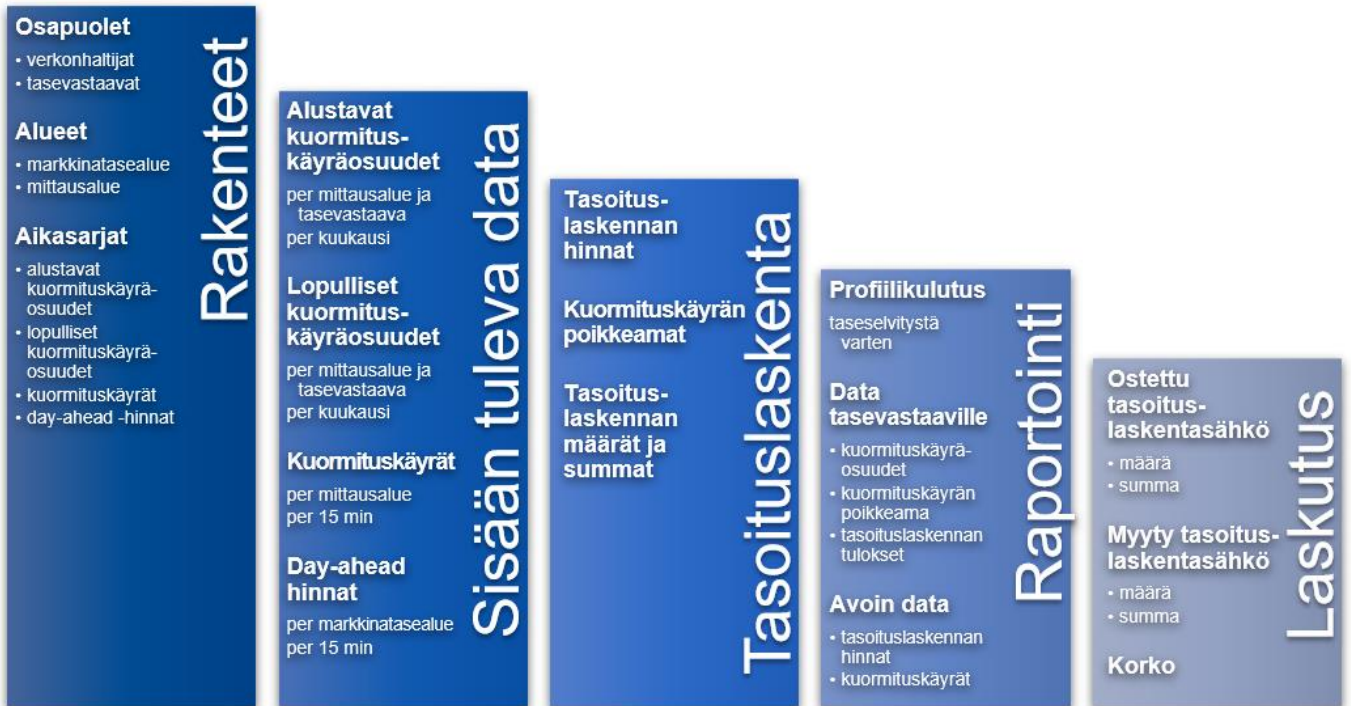 Osapuolet
• verkonhaltijat
• tasevastaavat
Alueet
• markkinatasealue
• mittausalue
Aikasarjat
• alustavat
kuormituskäyrä-
osuudet
• lopulliset
kuormituskäyrä-
osuudet
• kuormituskäyrät
• day-ahead -hinnat
Rakenteet
Alustavat
kuormitus-
käyräosuudet
per mittausalue ja
tasevastaava
per kuukausi
Lopulliset
kuormitus-
käyräosuudet
per mittausalue ja
tasevastaava
per kuukausi
Kuormituskäyrät
per mittausalue
per 15 min
Day-ahead
hinnat
per markkinatasealue
per 15 min
Sisään tuleva data
Tasoitus-
laskennan
hinnat
Kuormituskäyrän
poikkeamat
Tasoitus-
laskennan
määrät ja
summat
Tasoituslaskenta
Profiilikulutus
taseselvitystä
varten
Data
tasevastaaville
• kuormituskäyrä-
osuudet
• kuormituskäyrän
poikkeama
• tasoituslaskennan
tulokset
Avoin data
• tasoituslaskennan
hinnat
• kuormituskäyrät
Raportointi
Ostettu
tasoitus-
laskentasähkö
• määrä
• summa
Myyty tasoitus-
laskentasähkö
• määrä
• summa
Korko
Laskutus